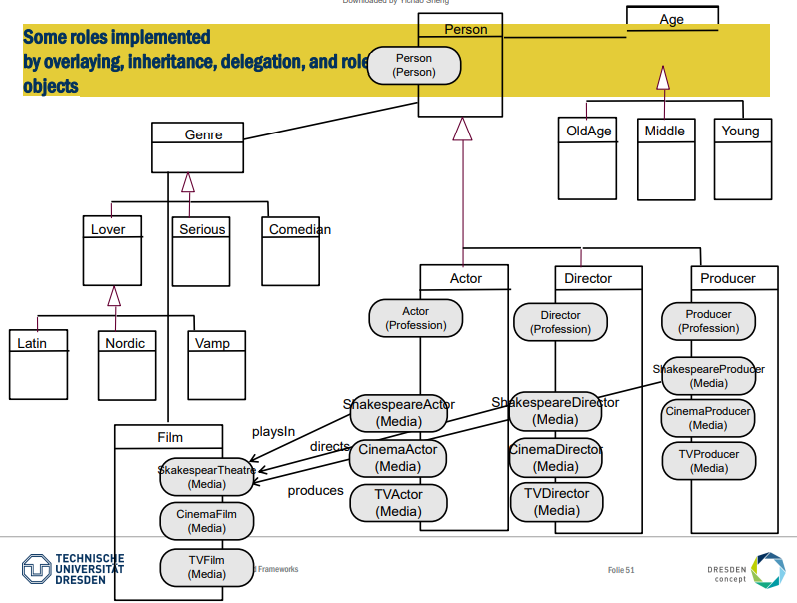 Downloaded by Yichao Sheng
Some roles implemented
by overlaying, inheritance, delegation, and role
objects
Person
Person
(Person)
Age
OldAge
Middle
Young
Genre
Lover
Serious
Comedian
Latin
Nordic
Vamp
Actor
Director
Producer
Actor
(Profession)
Director
(Profession)
Producer
(Profession)
ShakespeareProducer
(Media)
ShakespeareActor
(Media)
ShakespeareDirector
(Media)
CinemaProducer
(Media)
Film
playsIn
directs
produces
CinemaActor
(Media)
CinemaDirector
(Media)
TVProducer
(Media)
SkakespearTheatre
(Media)
TVActor
(Media)
TVDirector
(Media)
CinemaFilm
(Media)
TVFilm
(Media)
TECHNISCHE
UNIVERSITÄT
DRESDEN
d Frameworks
Folie 51
DRESDEN
concept